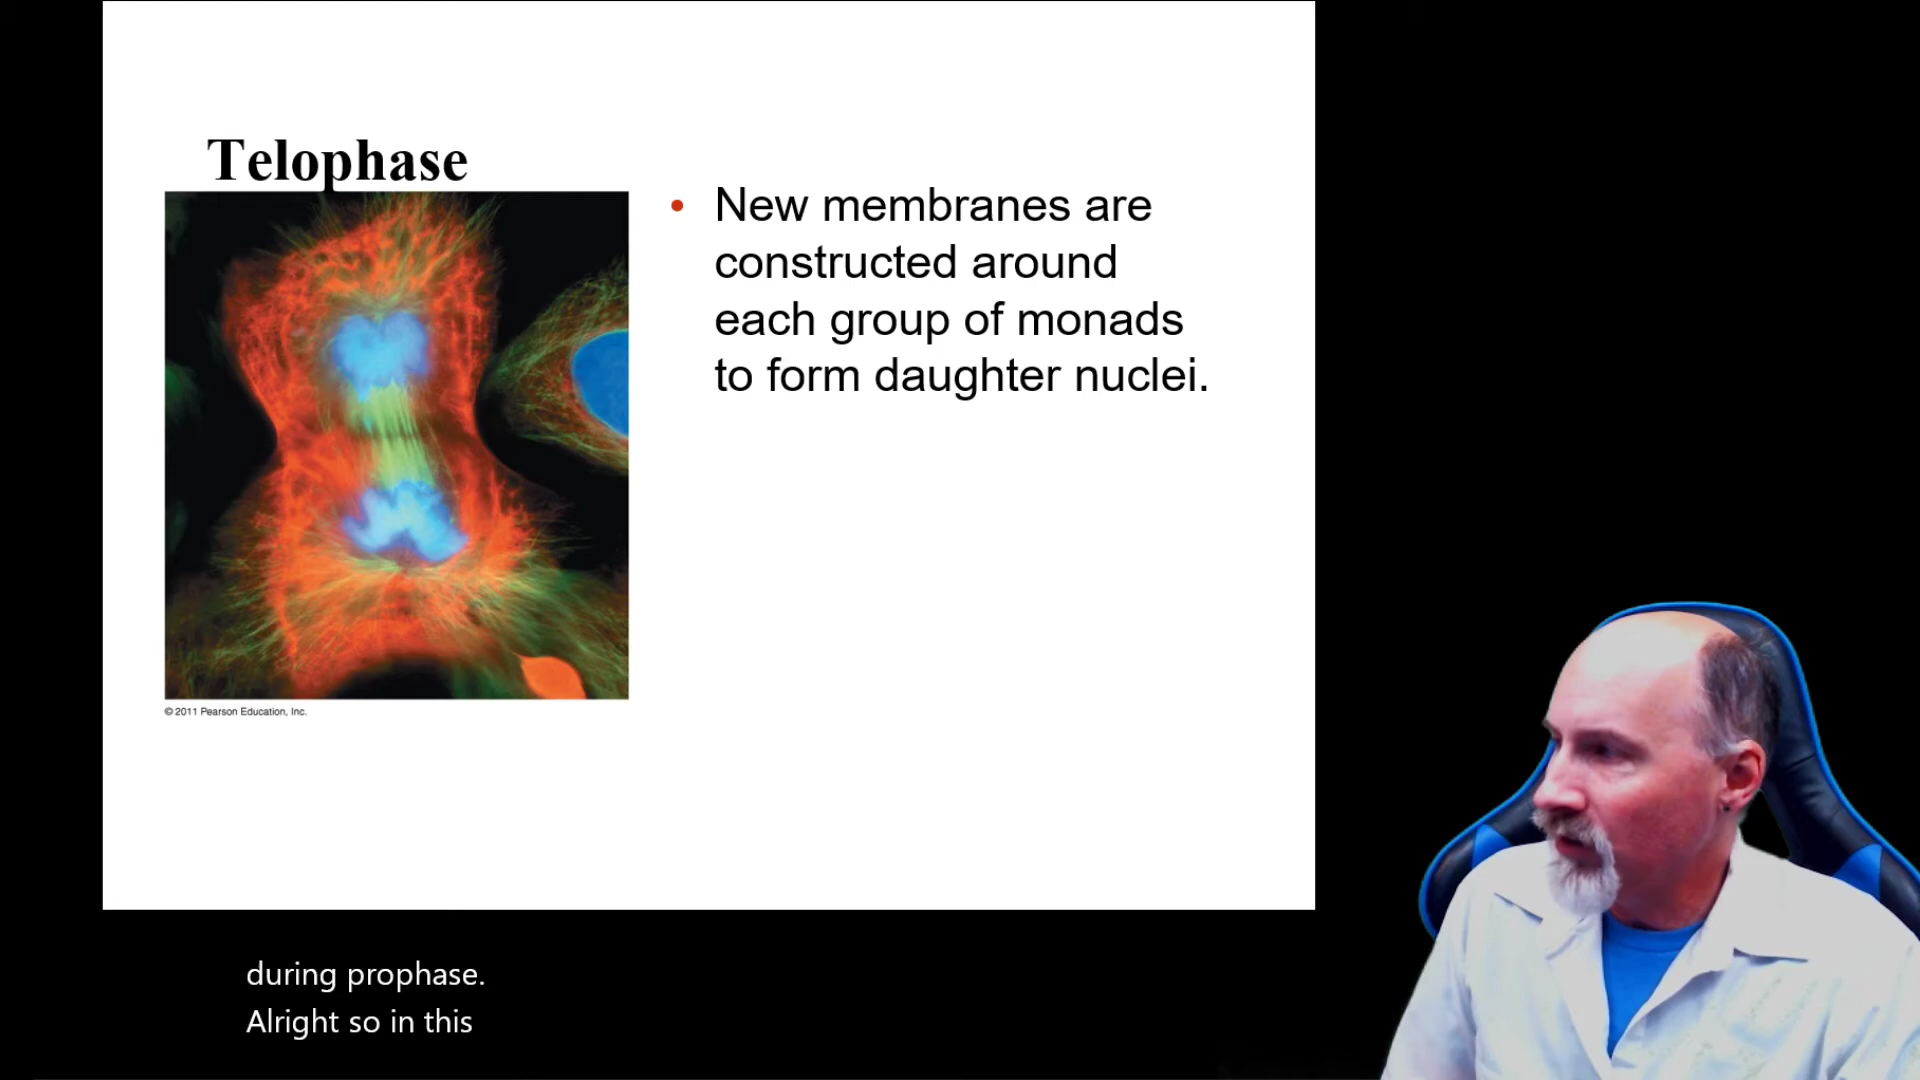 Telophase
• New membranes are
constructed around
each group of monads
to form daughter nuclei.
© 2011 Pearson Education, Inc.
during prophase.
Alright so in this